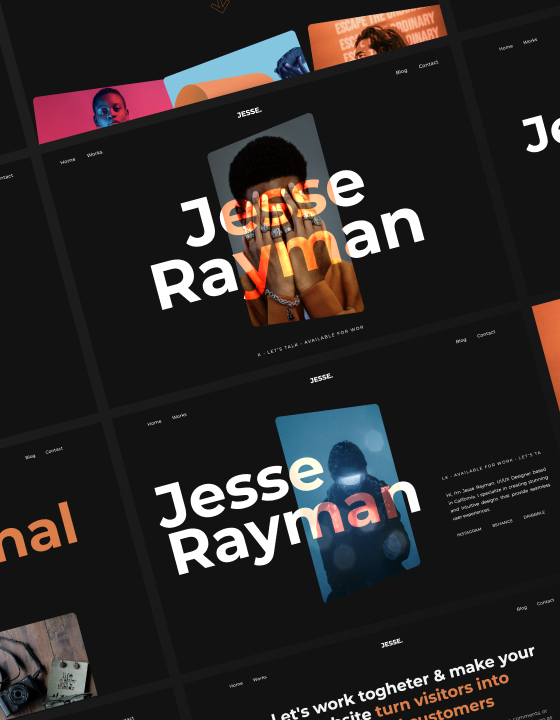 ESCAPE THE ORDINARY
ESCAPE THE ORDINARY
Blog Contact
Home Works
JESSE.
Jesse
Rayman
K - LET'S TALK - AVAILABLE FOR WOR
Home Works
Je
Blog Contact
Home Works
JESSE.
Jesse
Rayman
LK - AVAILABLE FOR WORK - LET'S TA
Hi, I'm Jesse Rayman. UI/UX Designer based
in California. I specialize in creating stunning
and intuitive designs that provide seamless
user experiences.
INSTAGRAM BEHANCE DRIBBBLE
Blog Contact
nal
Blog Contact
Home Works
JESSE.
Let's work togheter & make your
bsite turn visitors into
customers